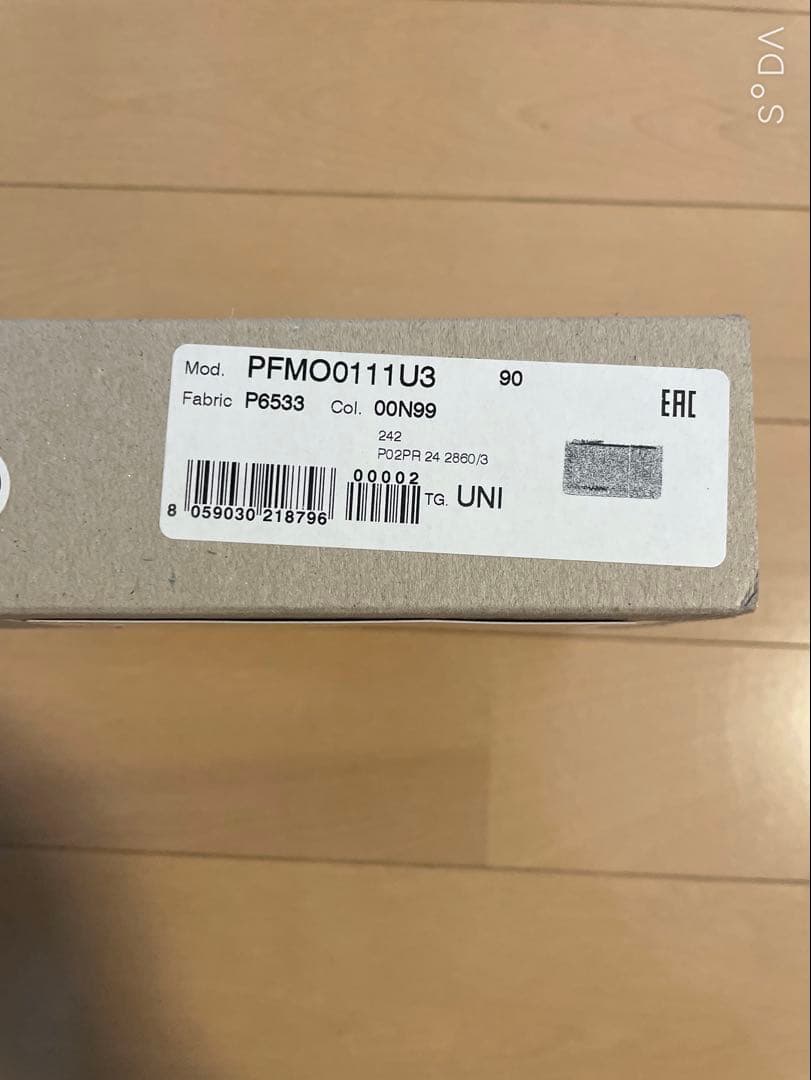 Mod. PFMO0111U3 90
Fabric P6533 Col. 00N99
EAC
242
P02PR 24 2860/3
00002
8 059030 218796
TG. UNI